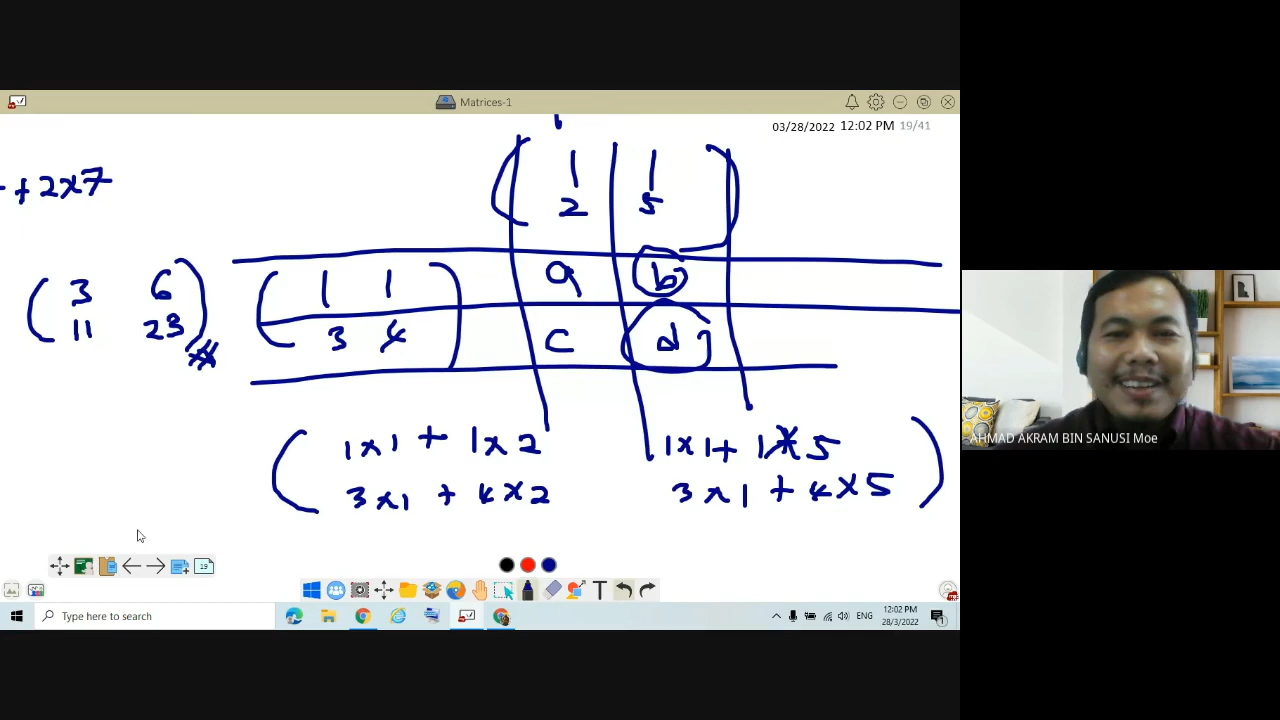 Matrices-1
03/28/2022 12:02 PM 19/41
+ 2x7
1 1
2 5
3 6
11 23
1 1
3 4
a b
c d
1x1 + 1x2 1x1 + 1x5
3x1 + 4x2 3x1 + 4x5
AHMAD AKRAM BIN SANUSI Moe
19
T
Type here to search
ENG
12:02 PM
28/3/2022
1